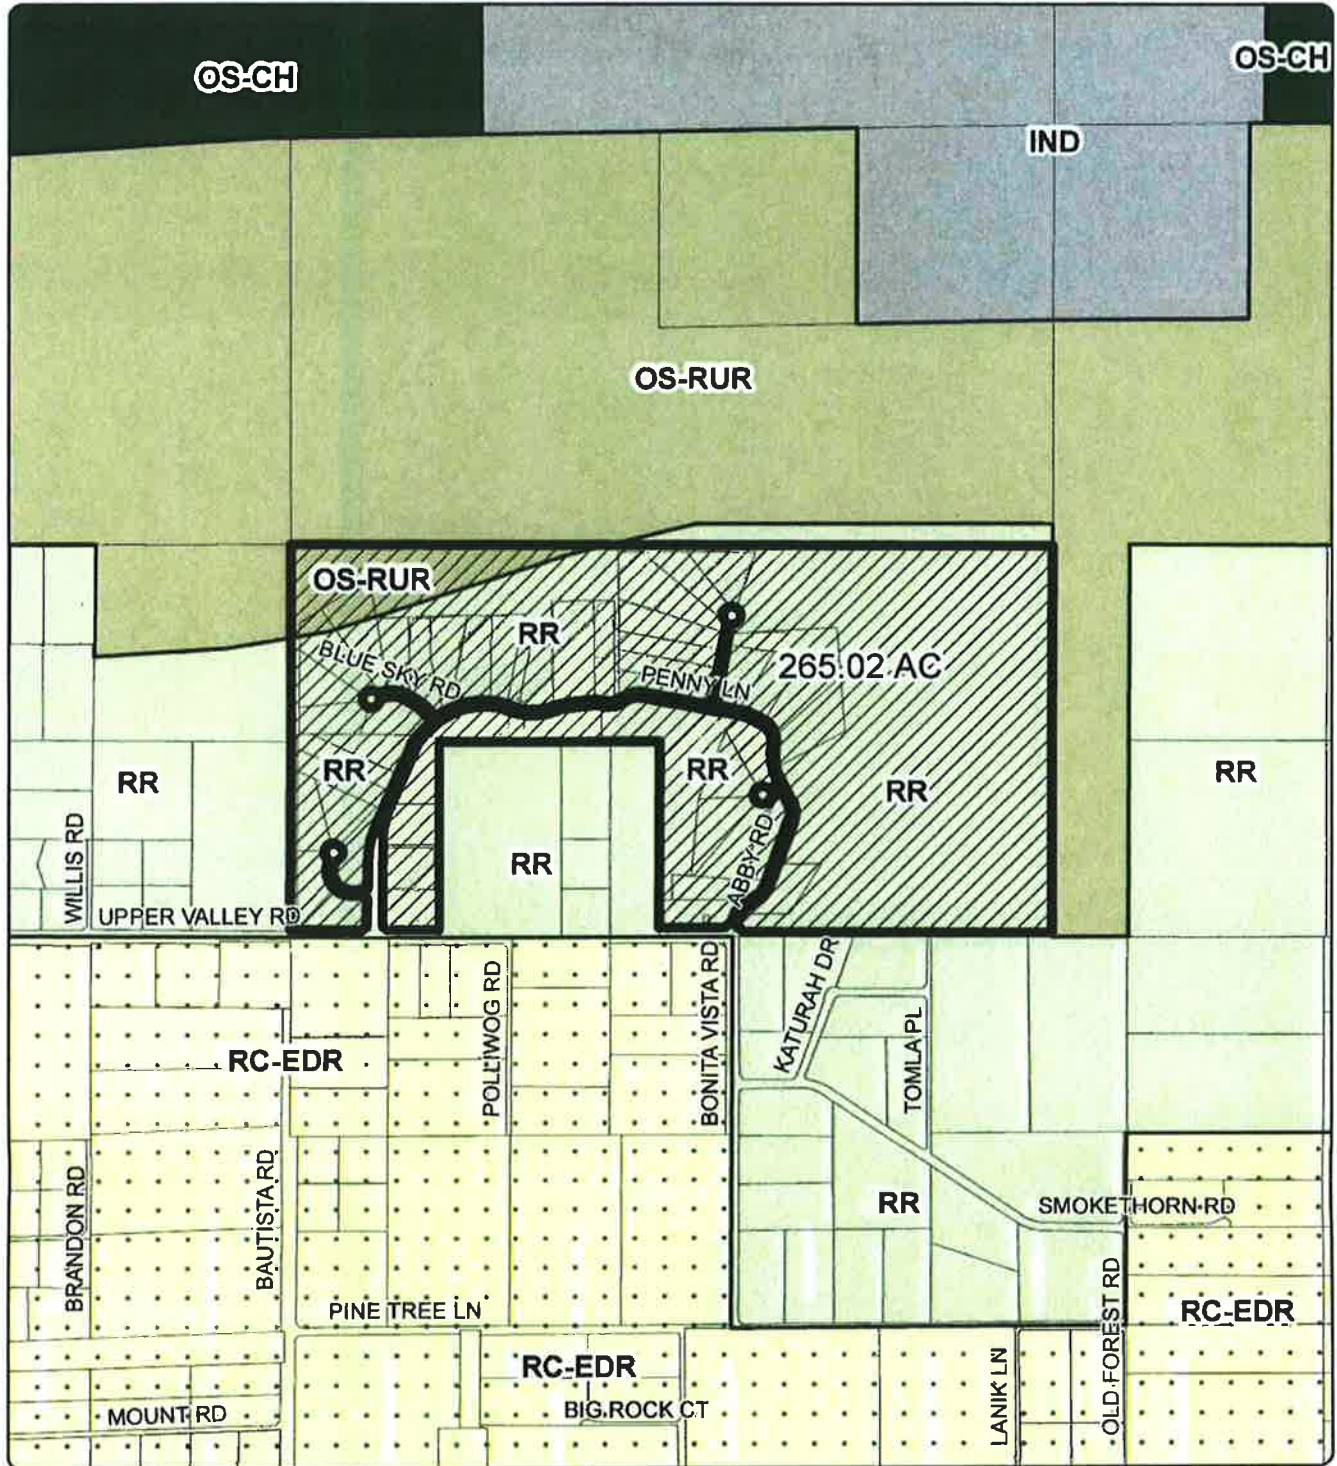 OS-CH
OS-CH
IND
OS-RUR
OS-RUR
RR
BLUE SKY RD
PENNY LN
265.02 AC
RR
RR
RR
RR
RR
RR
ABBY RD
WILLIS RD
UPPER VALLEY RD
POLLIWOG RD
BONITA VISTA RD
KATURAH DR
TOMLA PL
RC-EDR
BRANDON RD
BAUTISTA RD
RR
SMOKETHORN RD
PINE TREE LN
RC-EDR
RC-EDR
LANIK LN
OLD FOREST RD
MOUNT RD
BIG ROCK CT